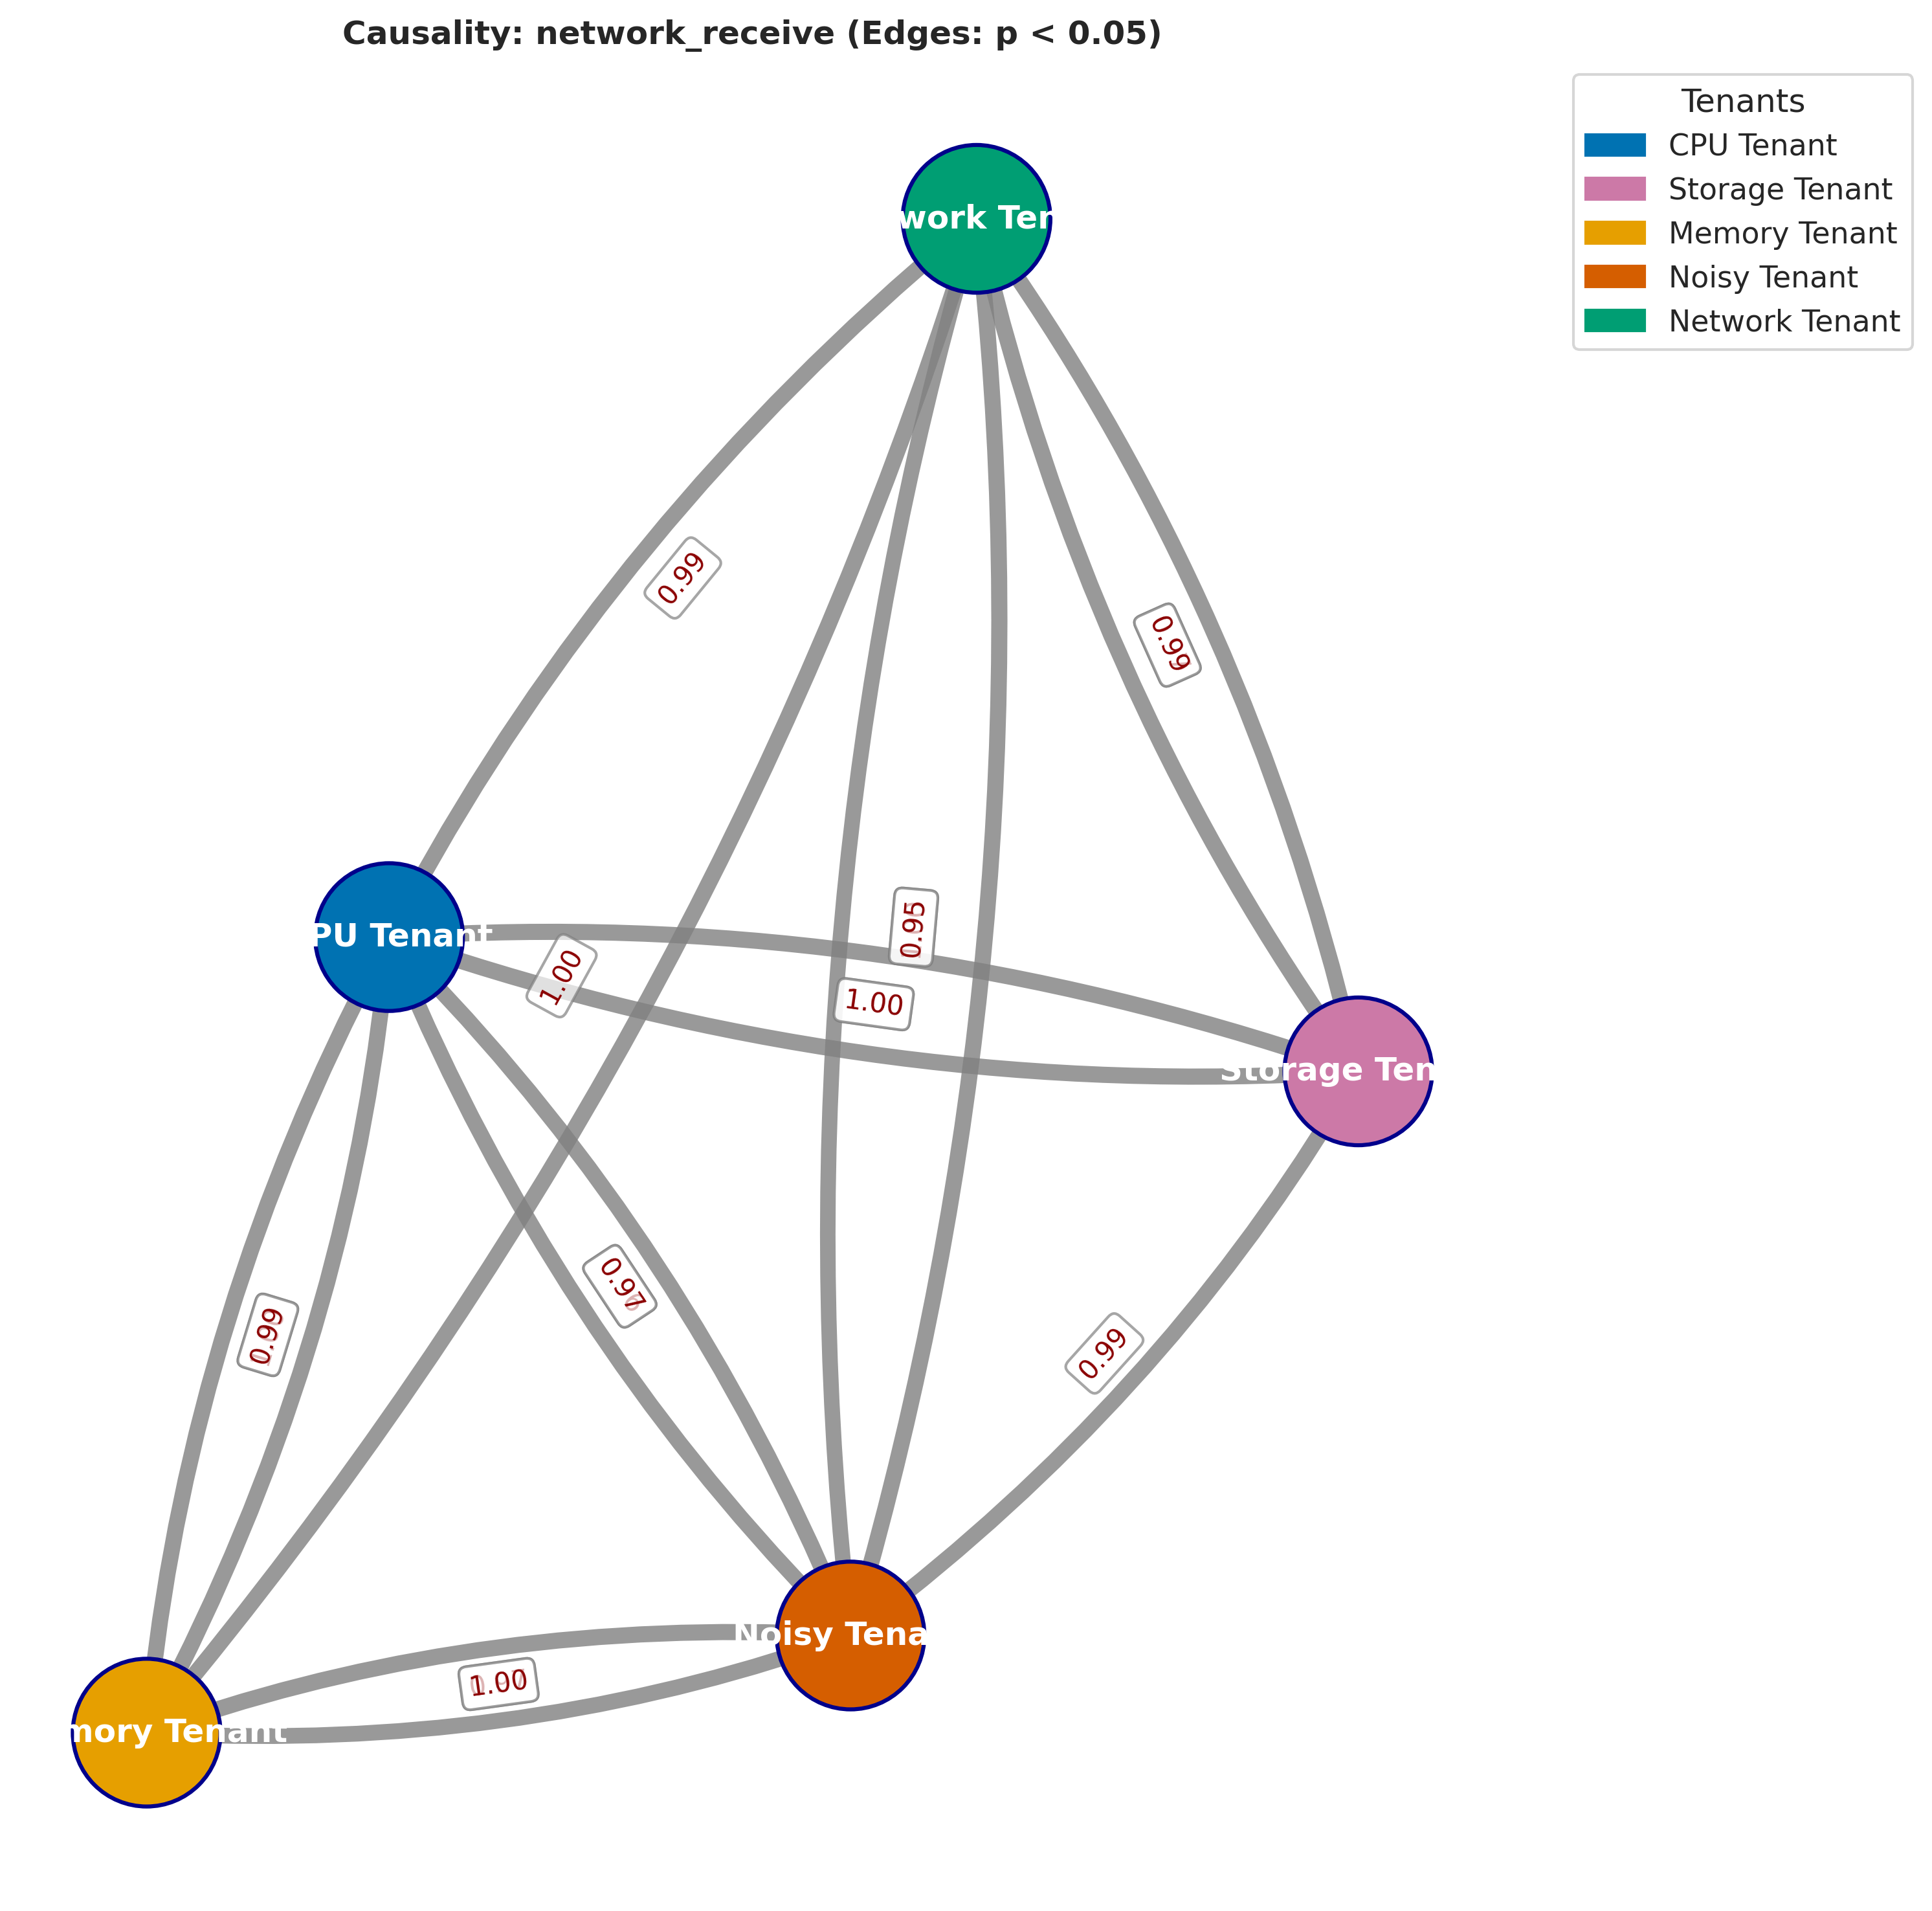 Causality: network_receive (Edges: p < 0.05)
Tenants
CPU Tenant
Storage Tenant
Memory Tenant
Noisy Tenant
Network Tenant
work Ten
0.99
0.99
PU Tenant
0.95
1.00
1.00
Storage Ten
0.97
0.99
0.99
Noisy Tena
1.00
mory Tenant